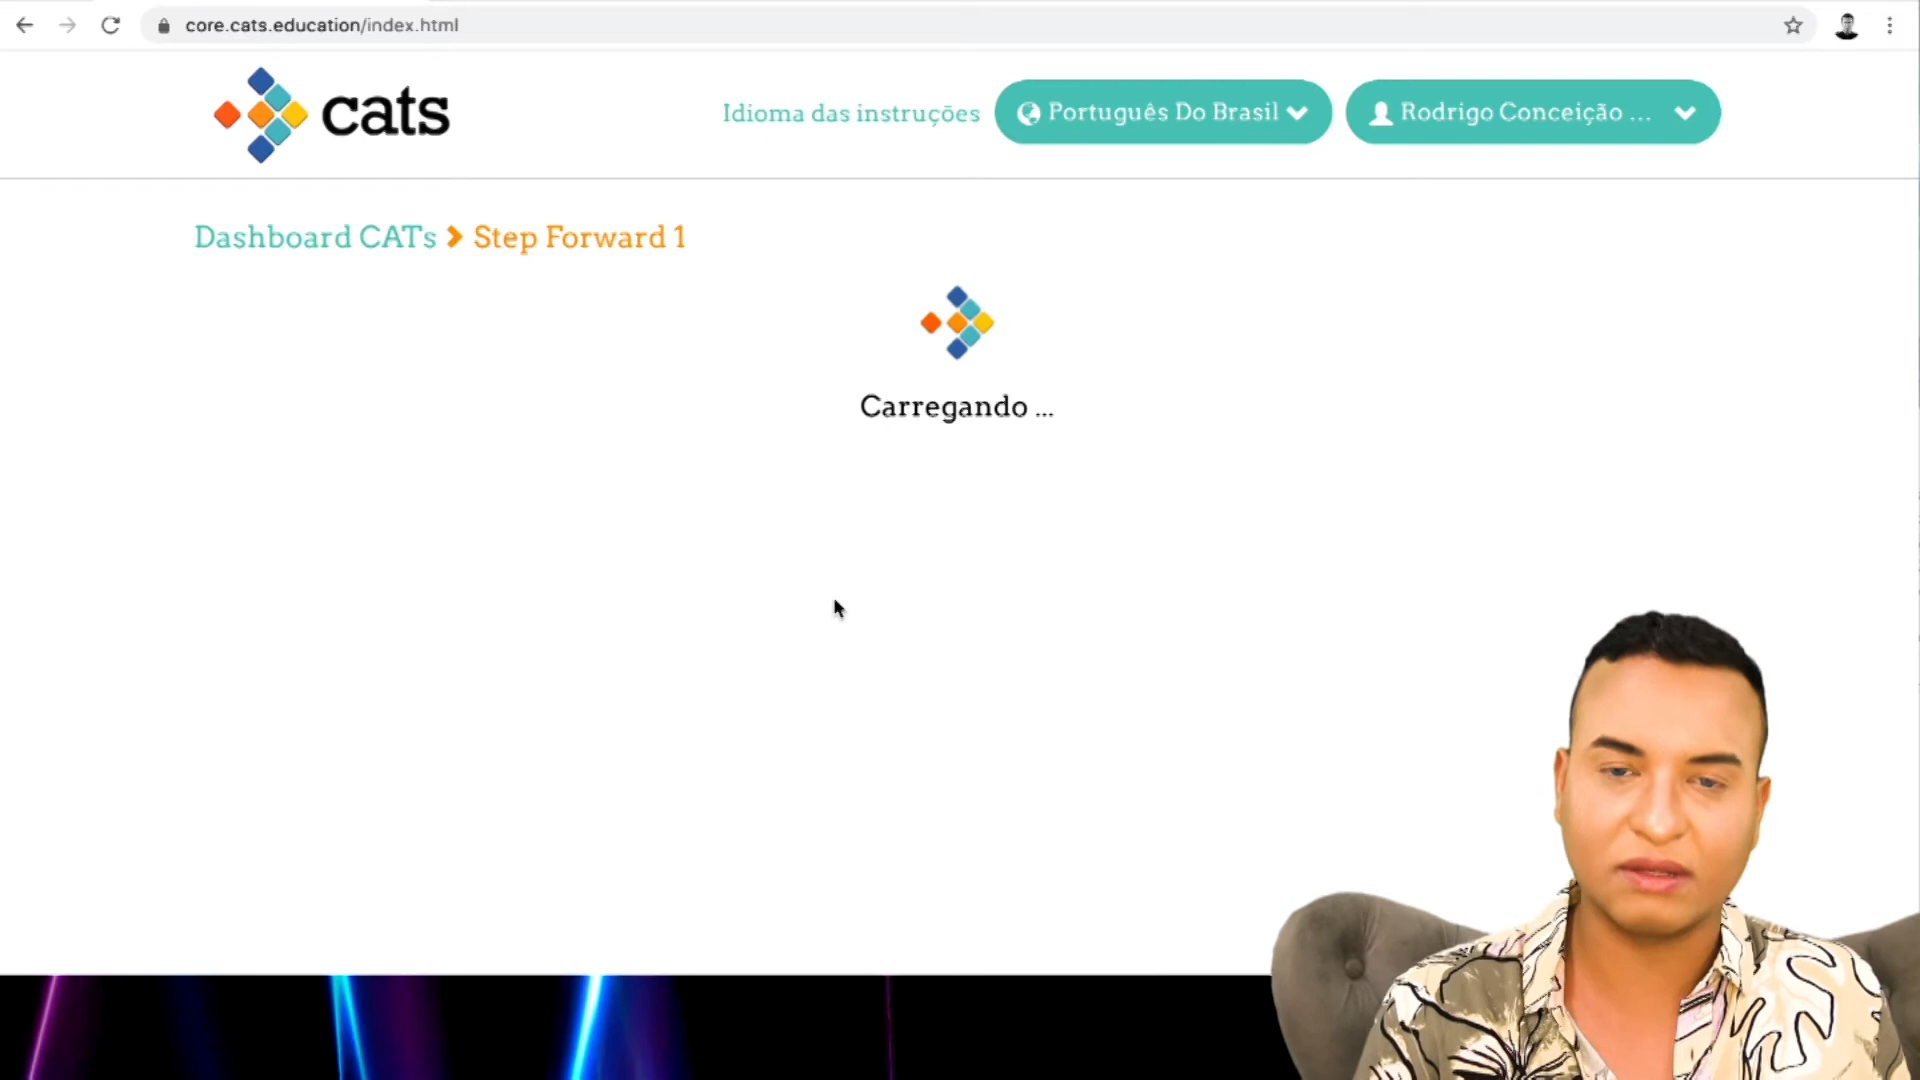 core.cats.education/index.html
cats
Idioma das instruções
Português Do Brasil
Rodrigo Conceição ...
Dashboard CATs
Step Forward 1
Carregando ...